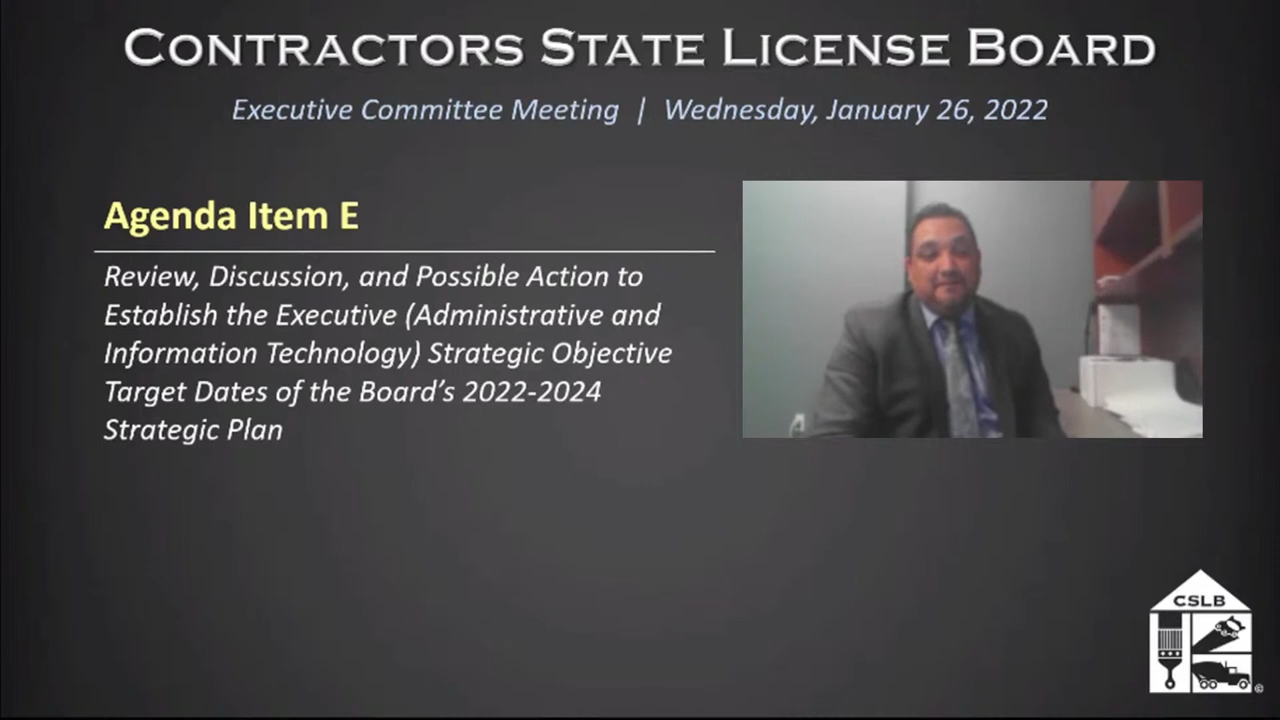 CONTRACTORS STATE LICENSE BOARD
Executive Committee Meeting | Wednesday, January 26, 2022
Agenda Item E
Review, Discussion, and Possible Action to
Establish the Executive (Administrative and
Information Technology) Strategic Objective
Target Dates of the Board’s 2022-2024
Strategic Plan
CSLB
©